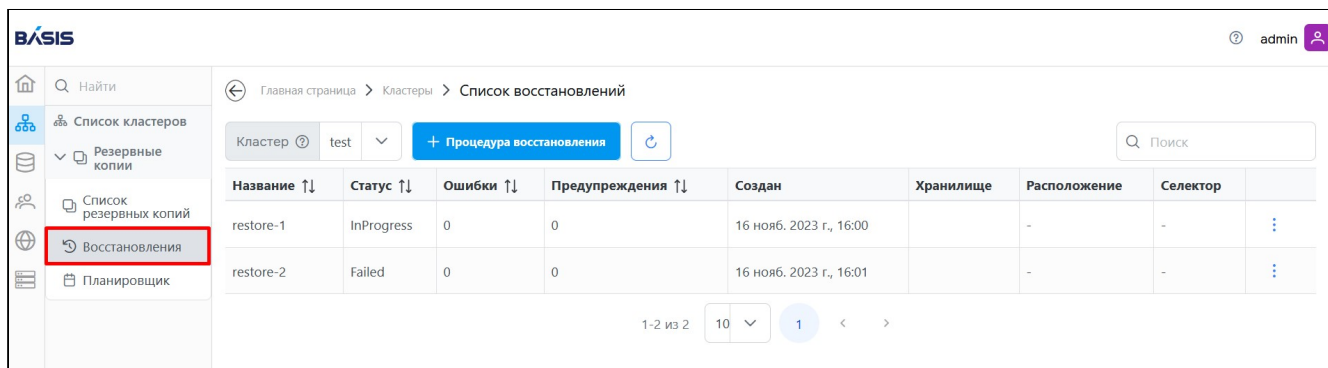 BÁSIS
admin
Найти
Главная страница > Кластеры > Список восстановлений
Список кластеров
Резервные
копии
Список
резервных копий
Восстановления
Планировщик
Кластер test
+ Процедура восстановления
Поиск
Название Статус Ошибки Предупреждения Создан Хранилище Расположение Селектор
restore-1 InProgress 0 0 16 нояб. 2023 г., 16:00 - -
restore-2 Failed 0 0 16 нояб. 2023 г., 16:01 - -
1-2 из 2 10 1 < >